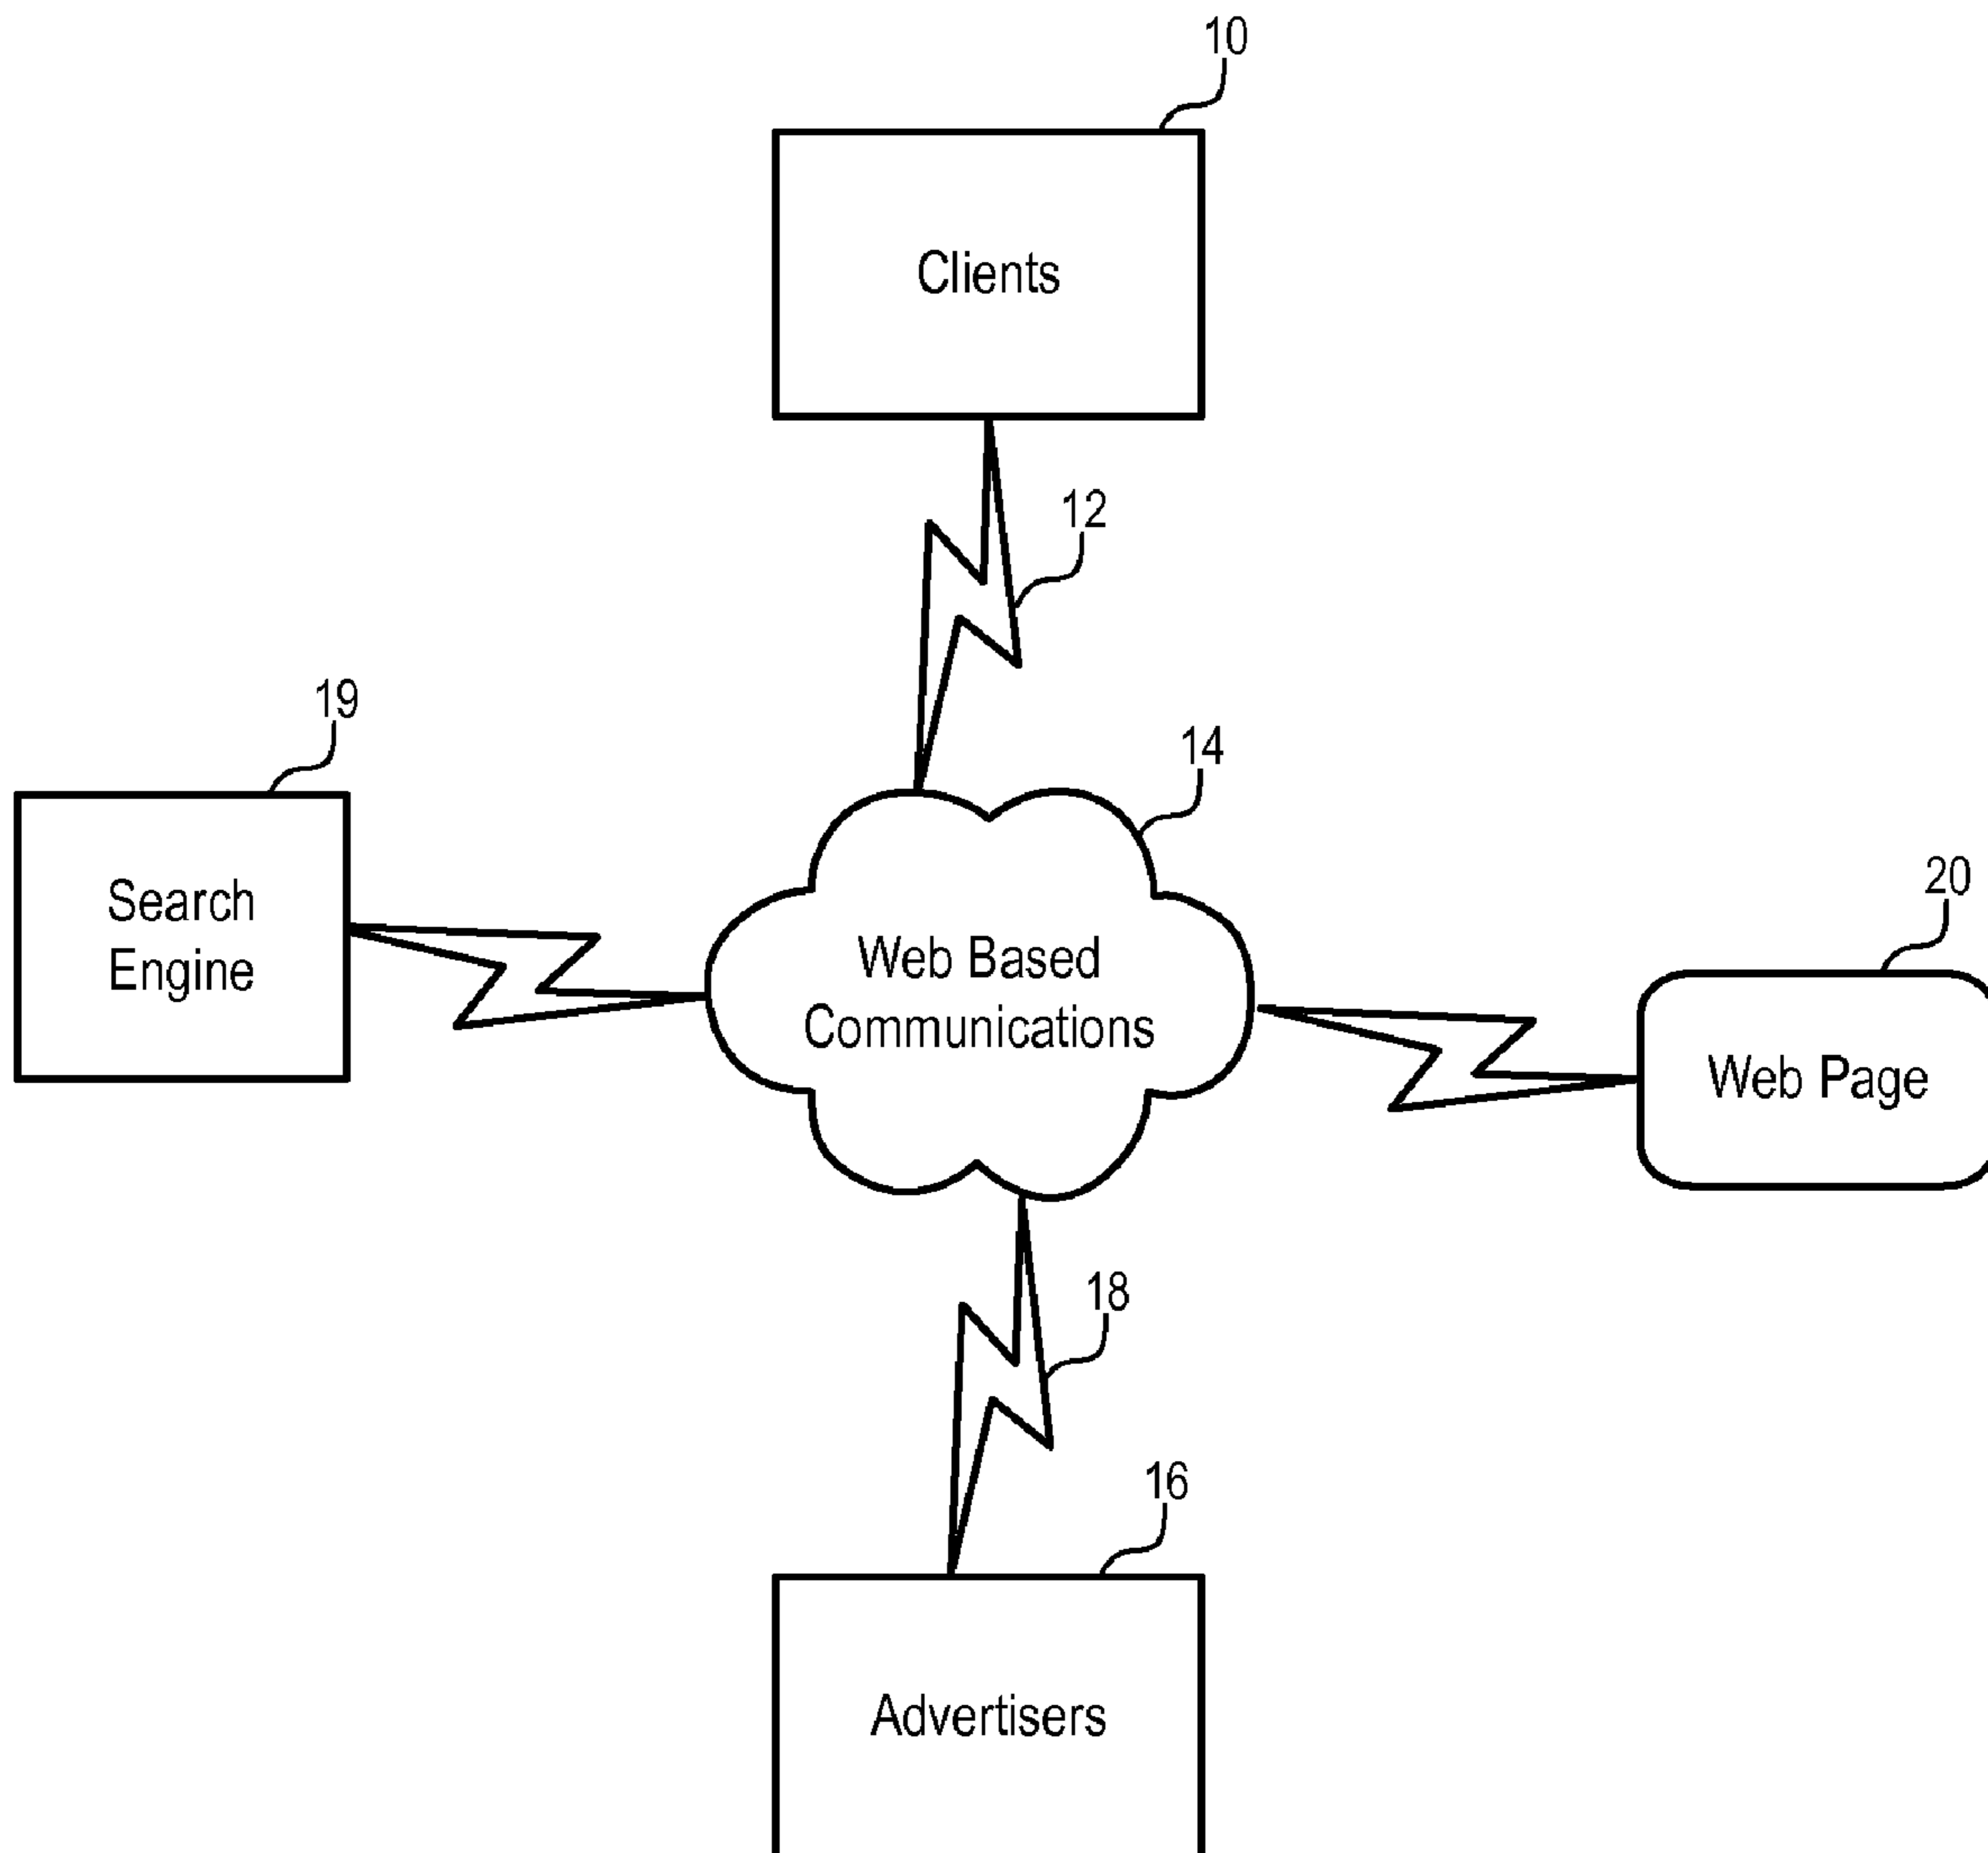 10
Clients
12
19
14
Search
Engine
20
Web Based
Communications
Web Page
18
16
Advertisers